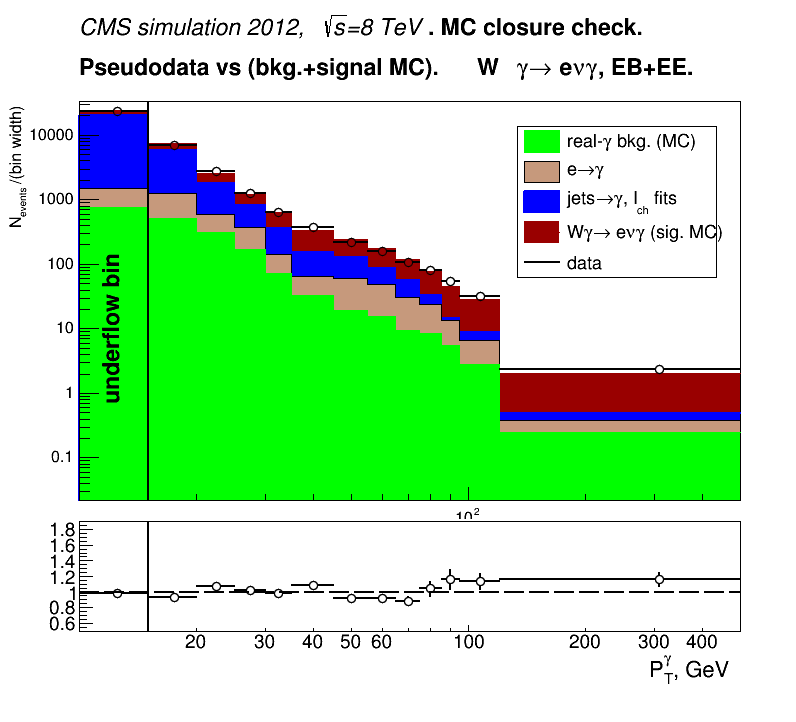 CMS simulation 2012, √s=8 TeV . MC closure check.
Pseudodata vs (bkg.+signal MC). W γ→ eνγ, EB+EE.
N_events /(bin width)
10000
1000
100
10
1
0.1
underflow bin
real-γ bkg. (MC)
e→γ
jets→γ, I_ch fits
Wγ→ eνγ (sig. MC)
data
10²
1.8
1.6
1.4
1.2
1
0.8
0.6
20 30 40 50 60 100 200 300 400
P_T^γ, GeV